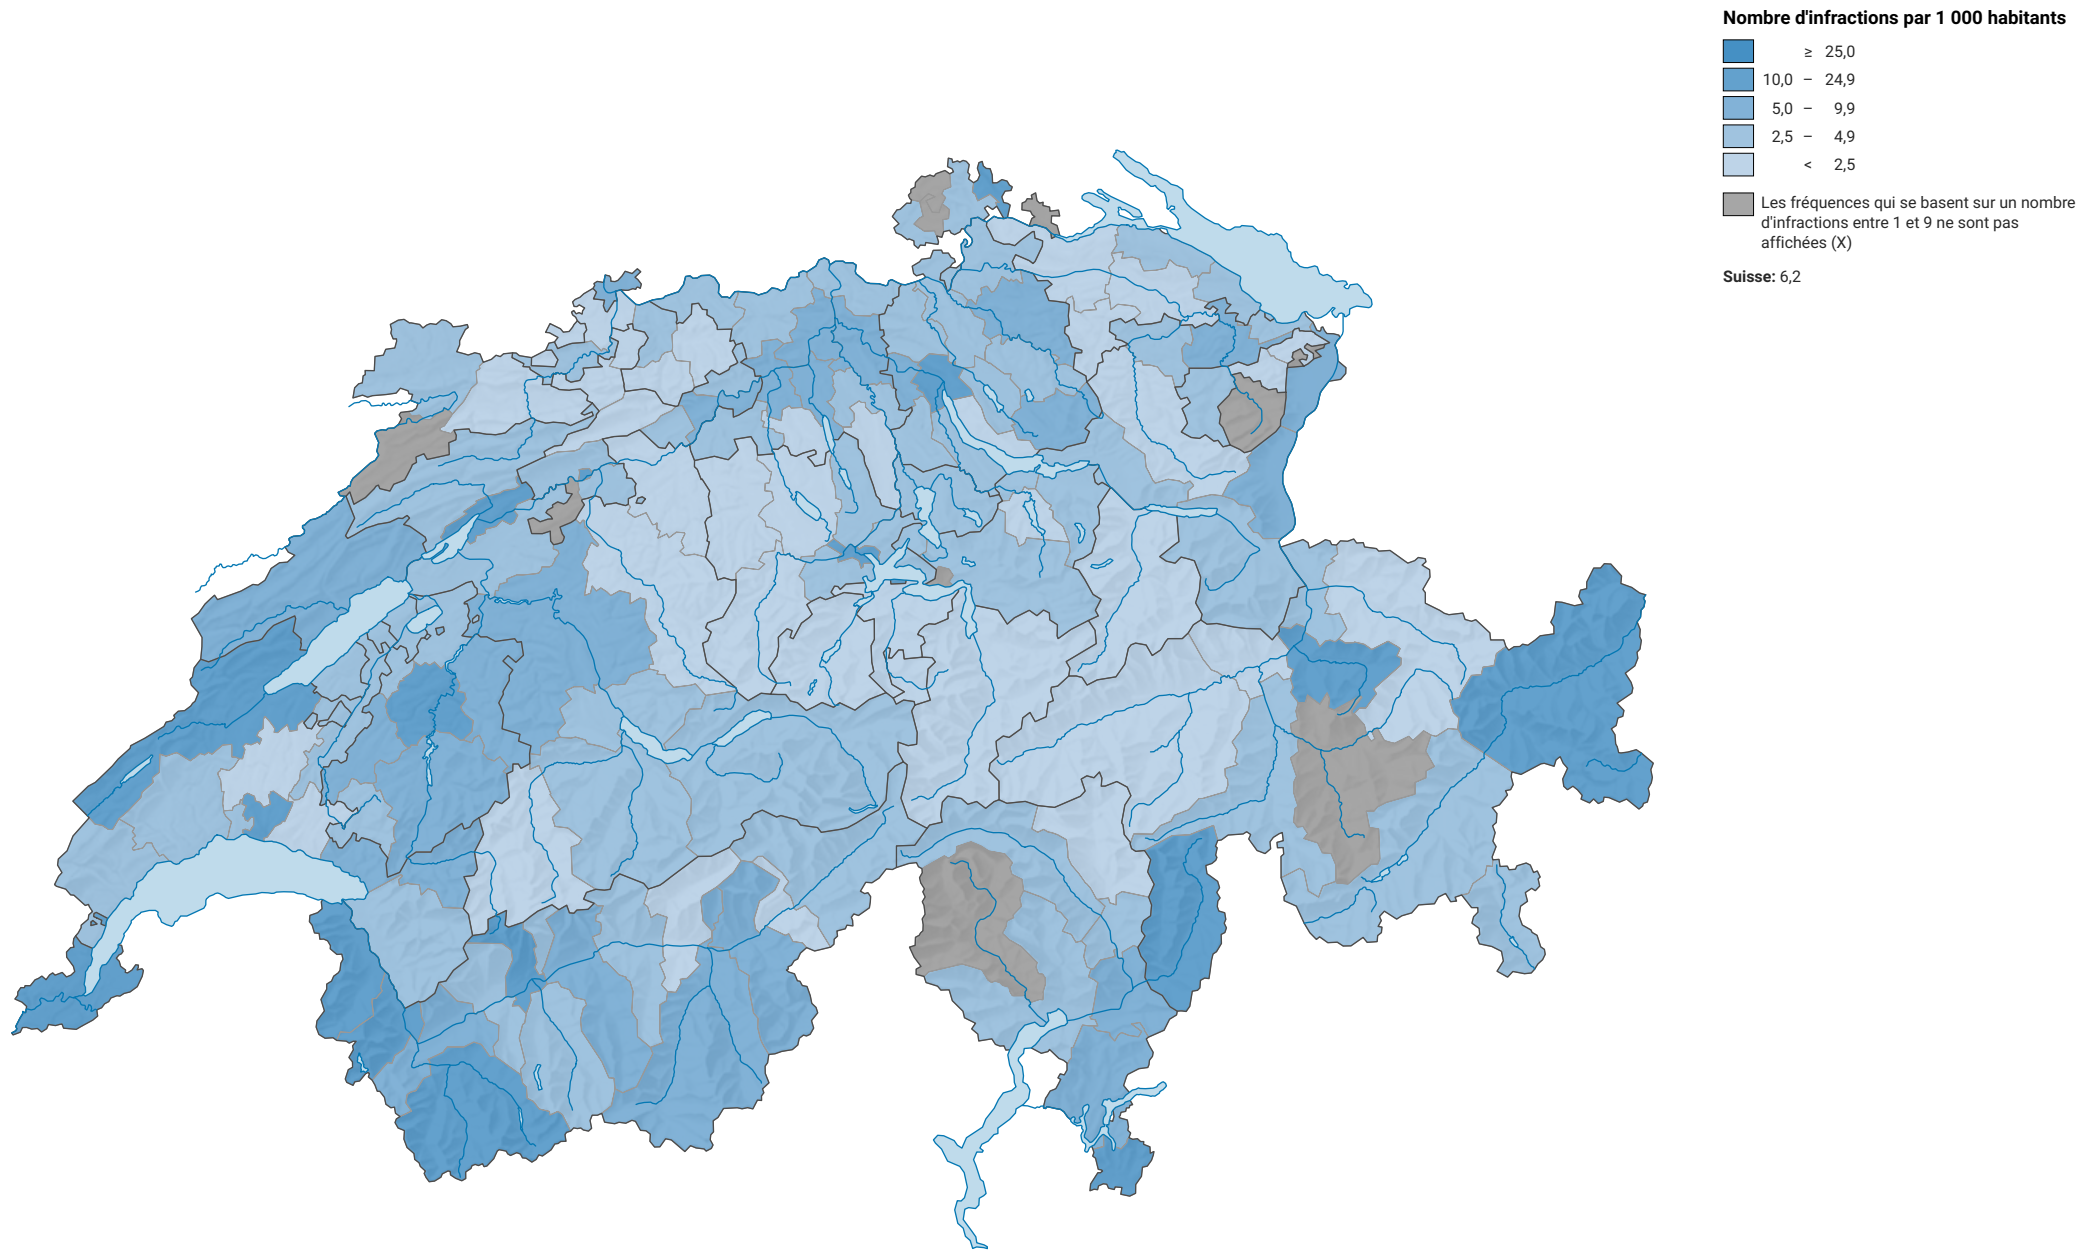 Nombre d'infractions par 1 000 habitants
≥ 25,0
10,0 – 24,9
5,0 – 9,9
2,5 – 4,9
< 2,5
Les fréquences qui se basent sur un nombre
d'infractions entre 1 et 9 ne sont pas
affichées (X)
Suisse: 6,2